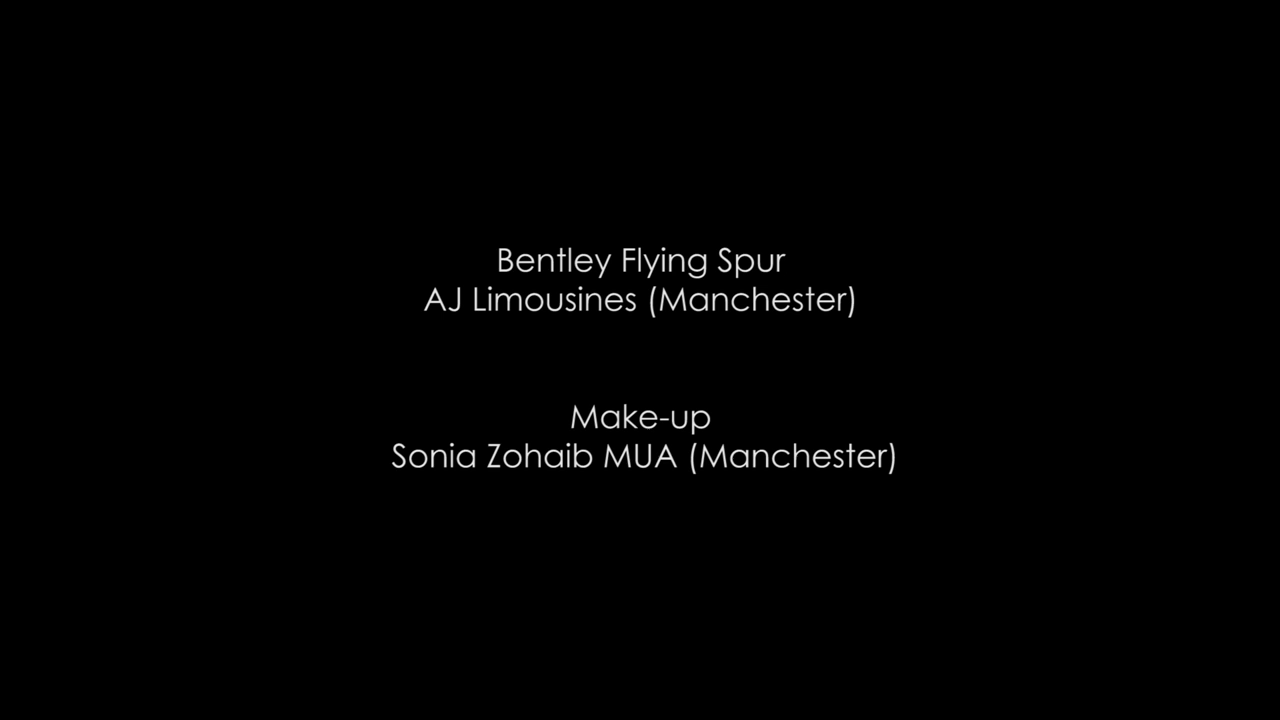 Bentley Flying Spur
AJ Limousines (Manchester)
Make-up
Sonia Zohaib MUA (Manchester)